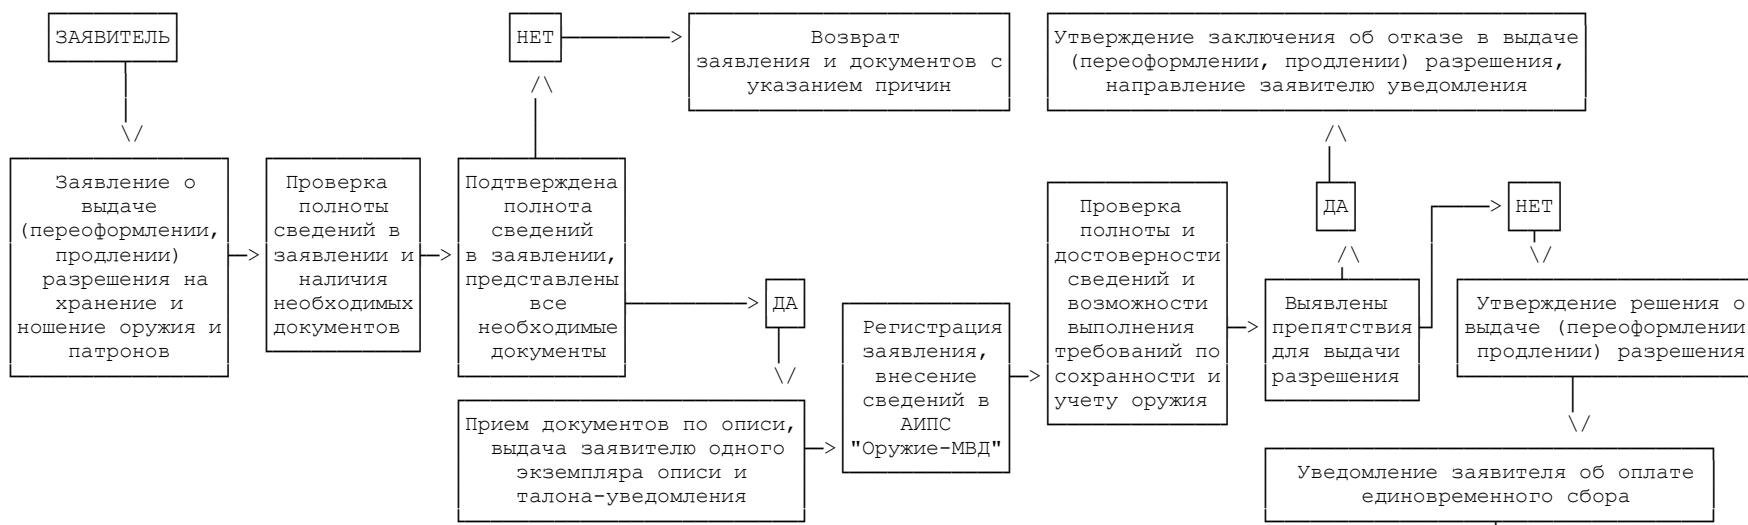 ЗАЯВИТЕЛЬ
НЕТ
Возврат
заявления и документов с
указанием причин
Утверждение заключения об отказе в выдаче
(переоформлении, продлении) разрешения,
направление заявителю уведомления
Заявление о
выдаче
(переоформлении,
продлении)
разрешения на
хранение и
ношение оружия и
патронов
Проверка
полноты
сведений в
заявлении и
наличия
необходимых
документов
Подтверждена
полнота
сведений
в заявлении,
представлены
все
необходимые
документы
ДА
Прием документов по описи,
выдача заявителю одного
экземпляра описи и
талона-уведомления
Регистрация
заявления,
внесение
сведений в
АИПС
"Оружие-МВД"
Проверка
полноты и
достоверности
сведений и
возможности
выполнения
требований по
сохранности и
учету оружия
Выявлены
препятствия
для выдачи
разрешения
ДА
НЕТ
Утверждение решения о
выдаче (переоформлении
продлении) разрешения
Уведомление заявителя об оплате
единовременного сбора